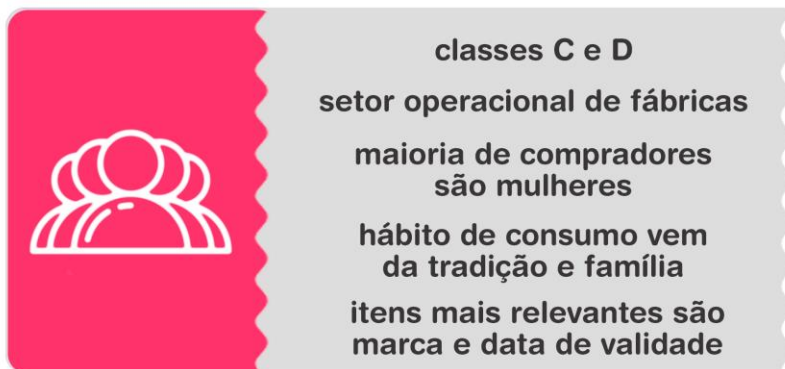 classes C e D
setor operacional de fábricas
maioria de compradores
são mulheres
hábito de consumo vem
da tradição e família
itens mais relevantes são
marca e data de validade